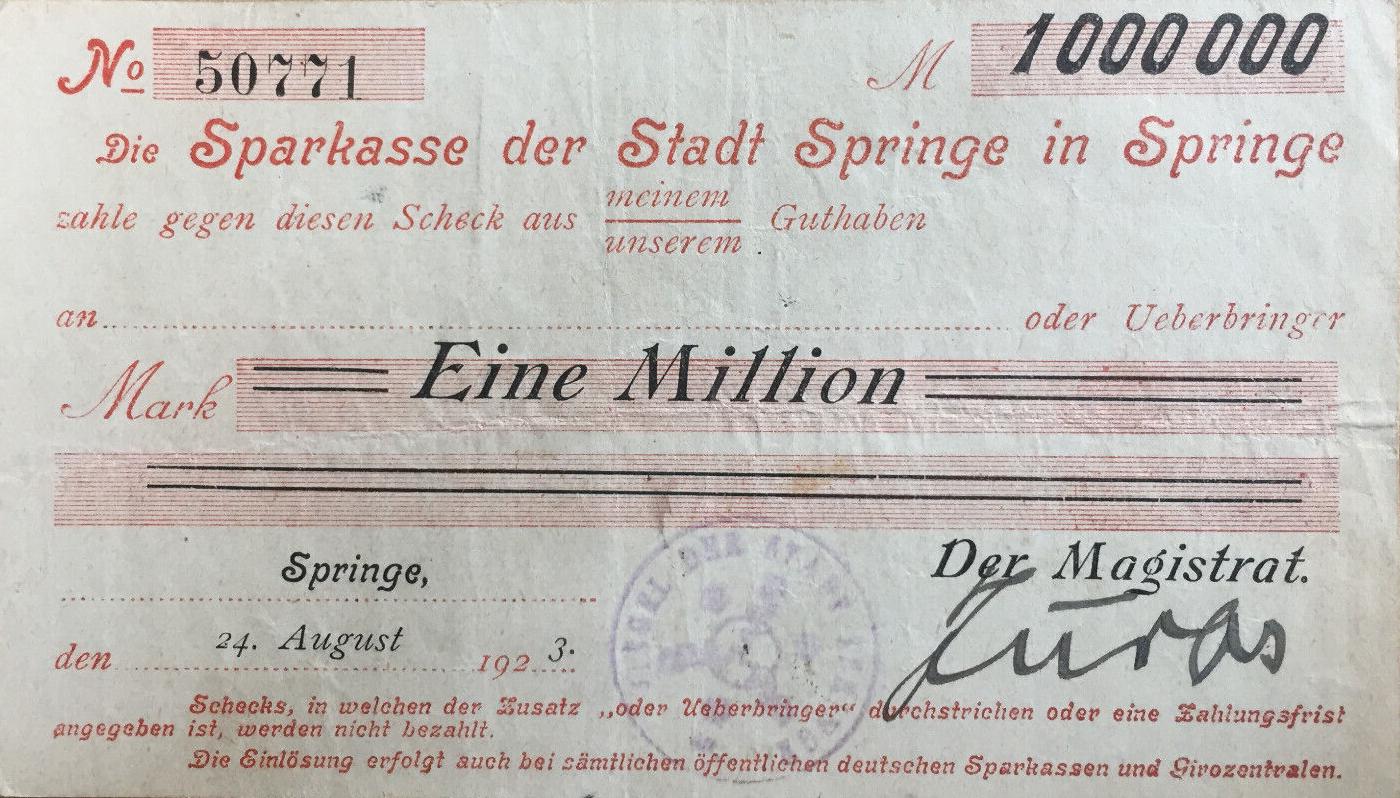 No 50771 M 1000000
Die Sparkasse der Stadt Springe in Springe
meinem
zahle gegen diesen Scheck aus Guthaben
unserem
an oder Ueberbringer
Mark Eine Million
Springe,
Der Magistrat.
den 24. August 1923.
SIEGEL DER STADT
Schecks, in welchen der Zusatz „oder Ueberbringer“ durchstrichen oder eine Zahlungsfrist
angegeben ist, werden nicht bezahlt.
Die Einlösung erfolgt auch bei sämtlichen öffentlichen deutschen Sparkassen und Girozentralen.